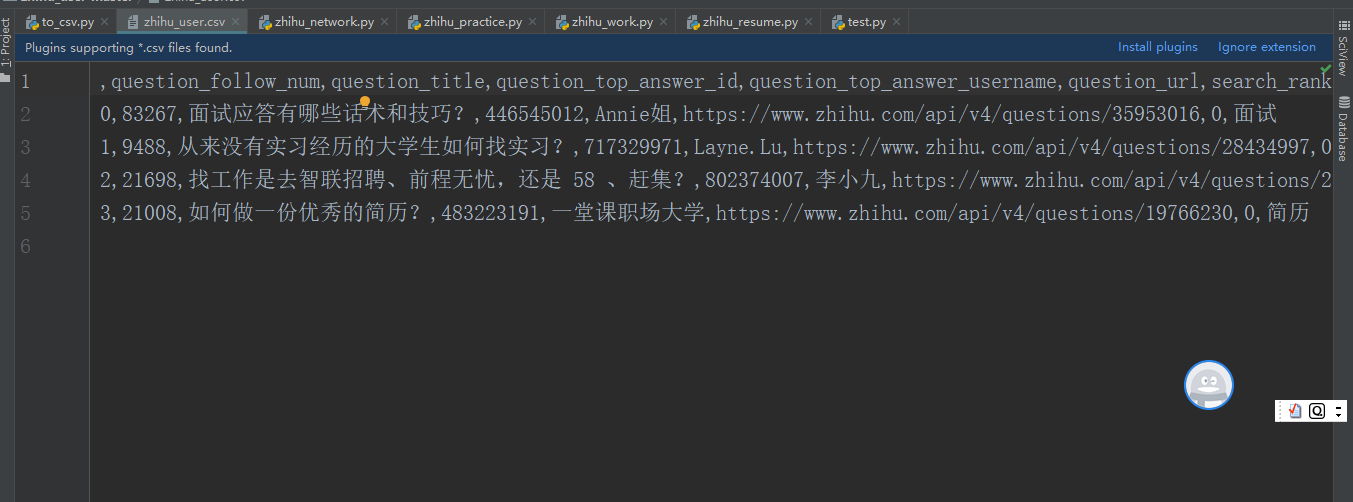 to_csv.py zhihu_user.csv zhihu_network.py zhihu_practice.py zhihu_work.py zhihu_resume.py test.py
Plugins supporting *.csv files found. Install plugins Ignore extension
1 ,question_follow_num,question_title,question_top_answer_id,question_top_answer_username,question_url,search_rank
2 0,83267,面试应答有哪些话术和技巧?,446545012,Annie姐,https://www.zhihu.com/api/v4/questions/35953016,0,面试
3 1,9488,从来没有实习经历的大学生如何找实习?,717329971,Layne.Lu,https://www.zhihu.com/api/v4/questions/28434997,0
4 2,21698,找工作是去智联招聘、前程无忧,还是 58 、赶集?,802374007,李小九,https://www.zhihu.com/api/v4/questions/2
5 3,21008,如何做一份优秀的简历?,483223191,一堂课职场大学,https://www.zhihu.com/api/v4/questions/19766230,0,简历
6
1: Project
SciView
Database